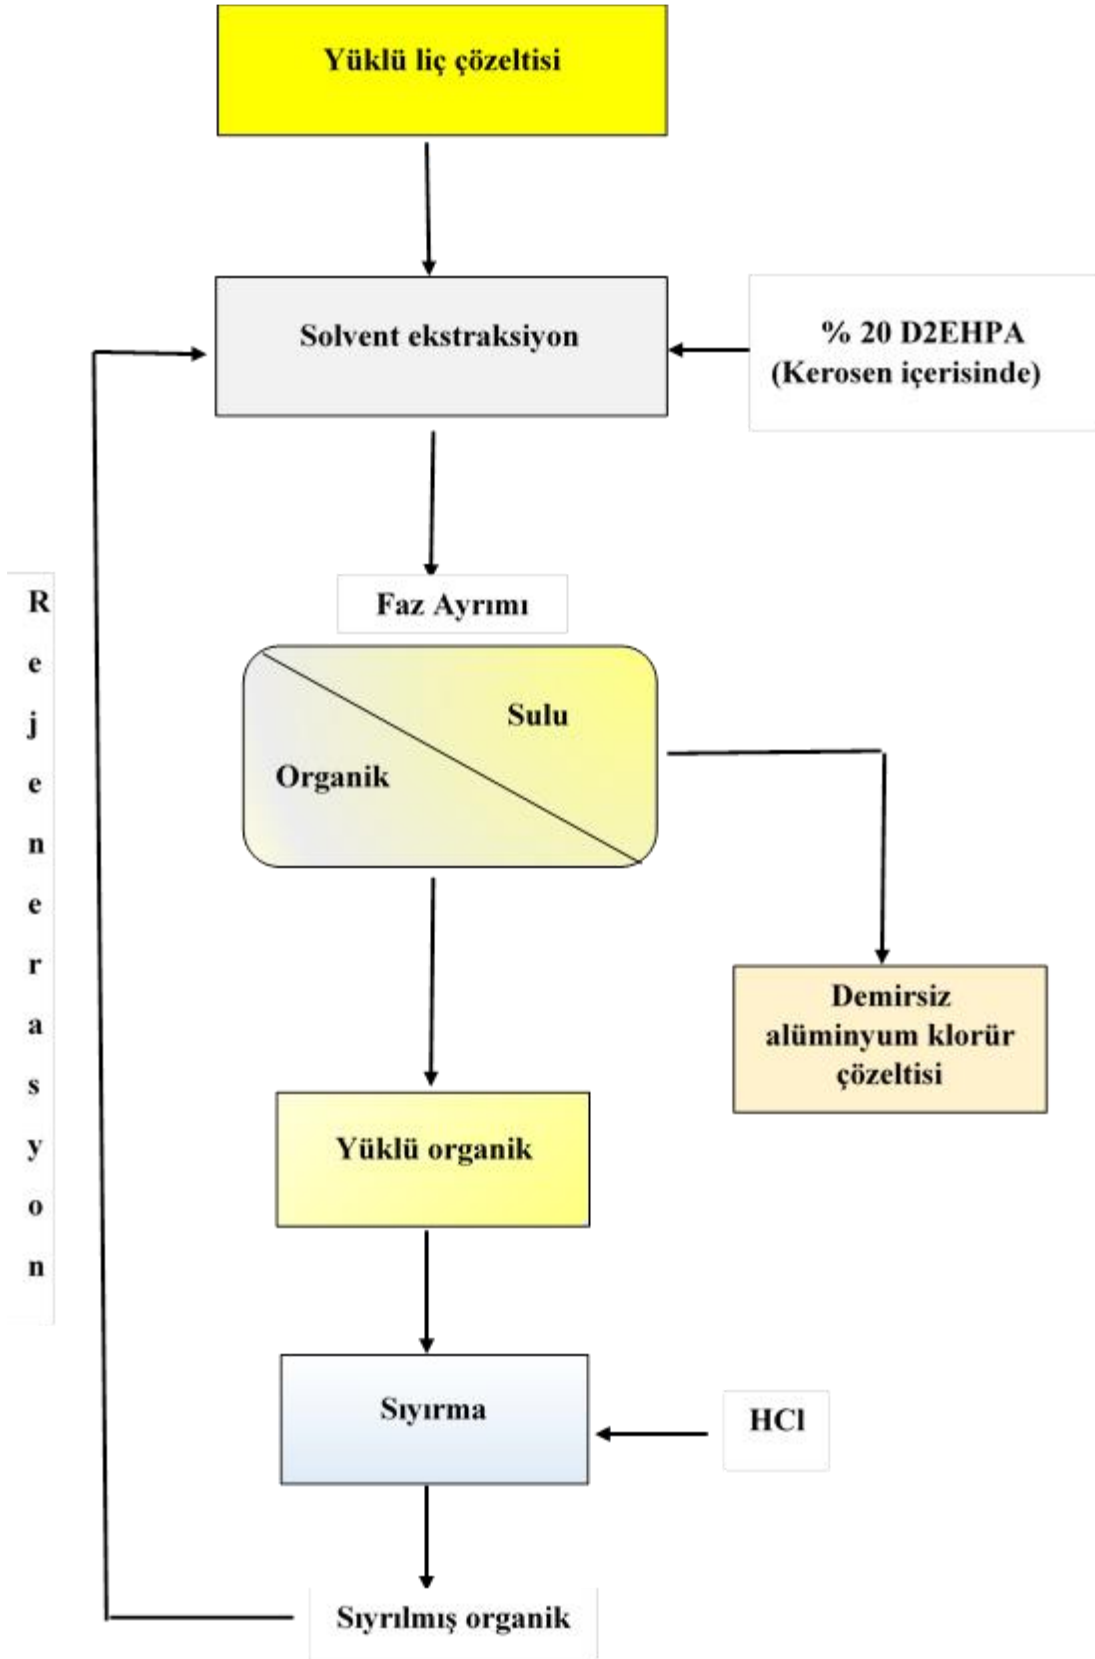 Yüklü liç çözeltisi
Solvent ekstraksiyon
% 20 D2EHPA
(Kerosen içerisinde)
Faz Ayrımı
Sulu
Organik
Rejenerasyon
Demirsiz
alüminyum klorür
çözeltisi
Yüklü organik
Sıyırma
HCl
Sıyrılmış organik